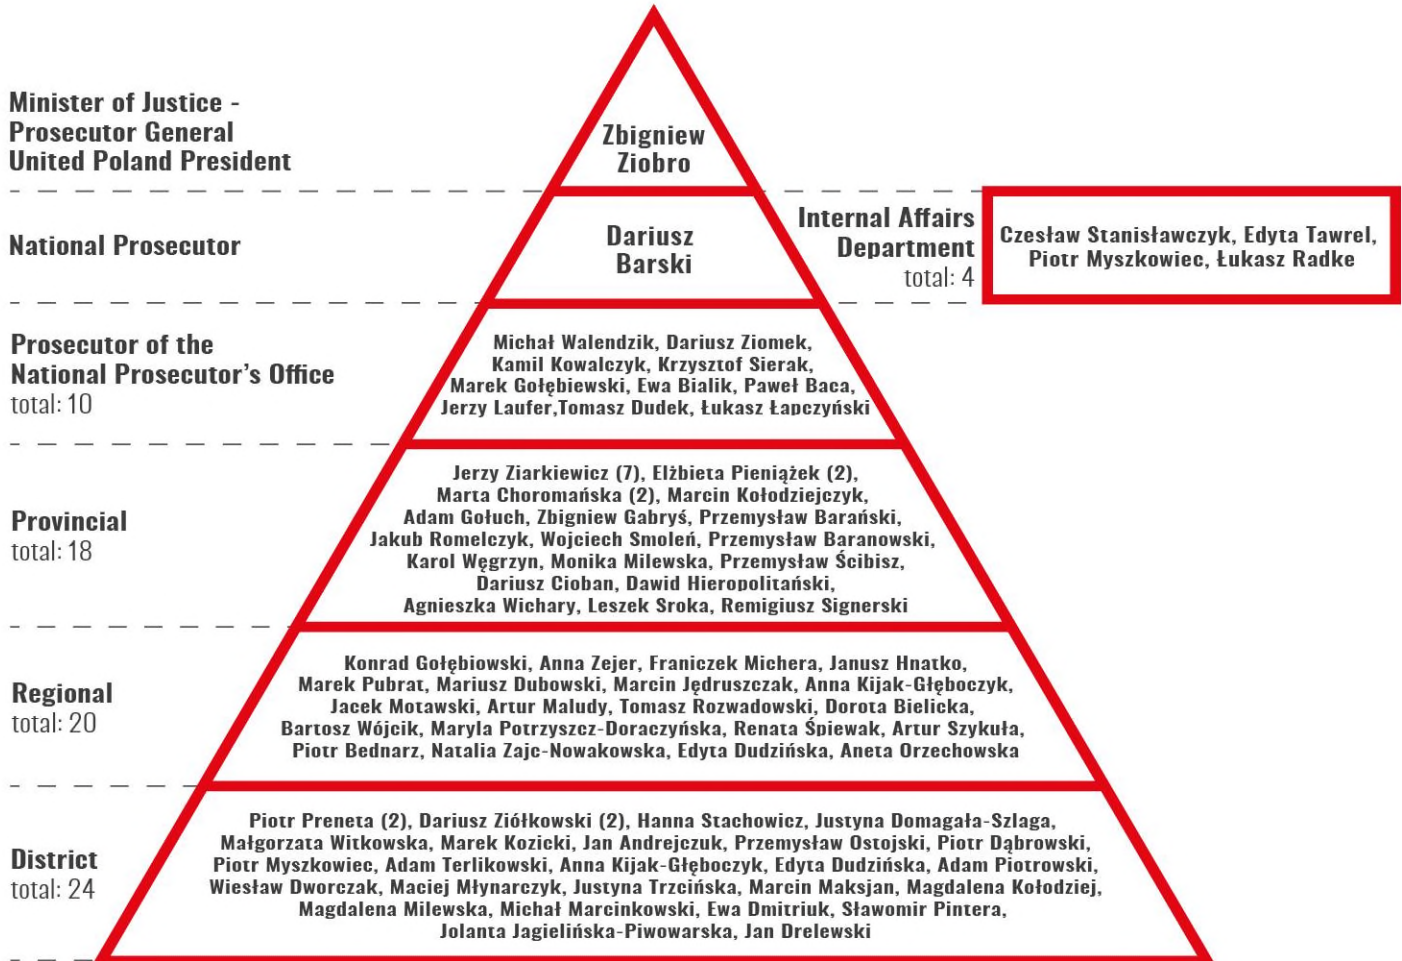 Minister of Justice -
Prosecutor General
United Poland President
Zbigniew
Ziobro
National Prosecutor
Dariusz
Barski
Internal Affairs
Department
total: 4
Czesław Stanisławczyk, Edyta Tawrel,
Piotr Myszkowiec, Łukasz Radke
Prosecutor of the
National Prosecutor's Office
total: 10
Michał Walendzik, Dariusz Ziomek,
Kamil Kowalczyk, Krzysztof Sierak,
Marek Gołębiewski, Ewa Bialik, Paweł Baca,
Jerzy Laufer,Tomasz Dudek, Łukasz Łapczyński
Provincial
total: 18
Jerzy Ziarkiewicz (7), Elżbieta Pieniążek (2),
Marta Choromańska (2), Marcin Kołodziejczyk,
Adam Gołuch, Zbigniew Gabryś, Przemysław Barański,
Jakub Romelczyk, Wojciech Smoleń, Przemysław Baranowski,
Karol Węgrzyn, Monika Milewska, Przemysław Ścibisz,
Dariusz Cioban, Dawid Hieropolitański,
Agnieszka Wichary, Leszek Sroka, Remigiusz Signerski
Regional
total: 20
Konrad Gołębiowski, Anna Zejer, Franiczek Michera, Janusz Hnatko,
Marek Pubrat, Mariusz Dubowski, Marcin Jędruszczak, Anna Kijak-Głęboczyk,
Jacek Motawski, Artur Maludy, Tomasz Rozwadowski, Dorota Bielicka,
Bartosz Wójcik, Maryla Potrzyszcz-Doraczyńska, Renata Śpiewak, Artur Szykuła,
Piotr Bednarz, Natalia Zajc-Nowakowska, Edyta Dudzińska, Aneta Orzechowska
District
total: 24
Piotr Preneta (2), Dariusz Ziółkowski (2), Hanna Stachowicz, Justyna Domagała-Szlaga,
Małgorzata Witkowska, Marek Kozicki, Jan Andrejczuk, Przemysław Ostojski, Piotr Dąbrowski,
Piotr Myszkowiec, Adam Terlikowski, Anna Kijak-Głęboczyk, Edyta Dudzińska, Adam Piotrowski,
Wiesław Dworczak, Maciej Młynarczyk, Justyna Trzcińska, Marcin Maksjan, Magdalena Kołodziej,
Magdalena Milewska, Michał Marcinkowski, Ewa Dmitriuk, Sławomir Pintera,
Jolanta Jagielińska-Piwowarska, Jan Drelewski